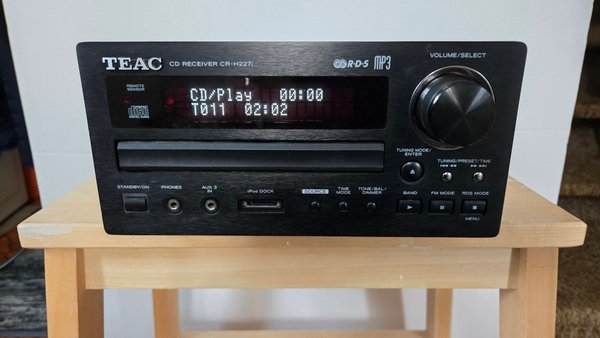 TEAC CD RECEIVER CR-H227i
R·D·S MP3
VOLUME/SELECT
REMOTE
SENSOR
CD/Play 00:00
T011 02:02
TUNING MODE/
ENTER
TUNING/PRESET/TIME
STANDBY/ON
PHONES
AUX 3
IN
iPod DOCK
SOURCE
TIME
MODE
TONE/BAL/
DIMMER
BAND
FM MODE
RDS MODE
MENU